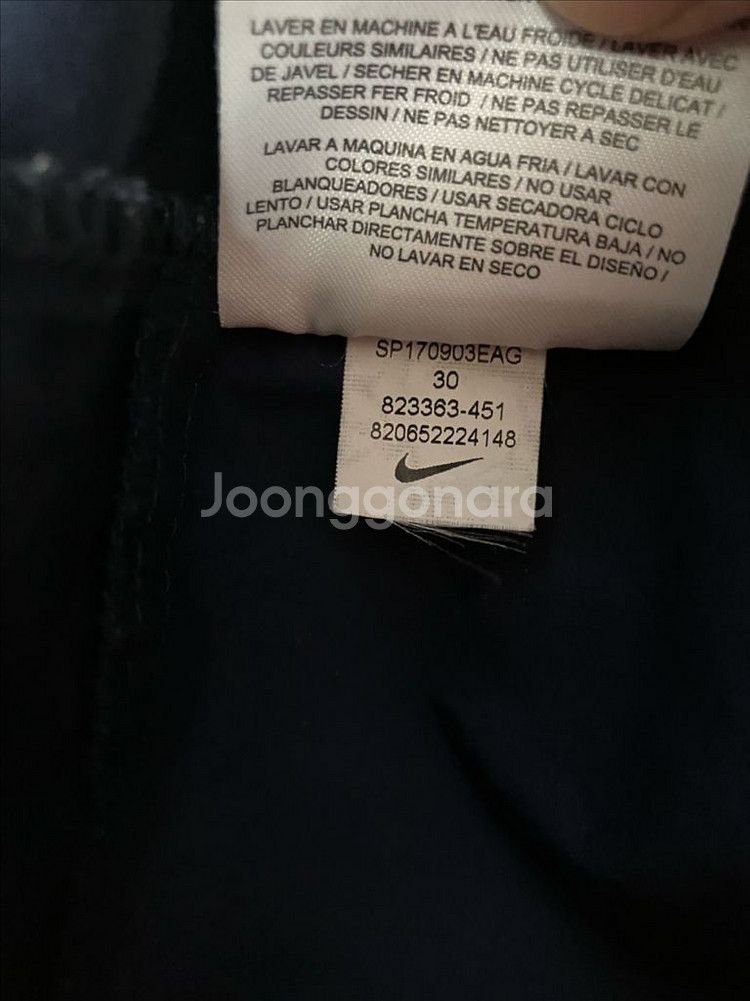 LAVER EN MACHINE A L'EAU FROIDE / LAVER AVEC
COULEURS SIMILAIRES / NE PAS UTILISER D'EAU
DE JAVEL / SECHER EN MACHINE CYCLE DELICAT /
REPASSER FER FROID / NE PAS REPASSER LE
DESSIN / NE PAS NETTOYER A SEC
LAVAR A MAQUINA EN AGUA FRIA / LAVAR CON
COLORES SIMILARES / NO USAR
BLANQUEADORES / USAR SECADORA CICLO
LENTO / USAR PLANCHA TEMPERATURA BAJA / NO
PLANCHAR DIRECTAMENTE SOBRE EL DISEÑO /
NO LAVAR EN SECO
SP170903EAG
30
823363-451
820652224148
Joonggonara